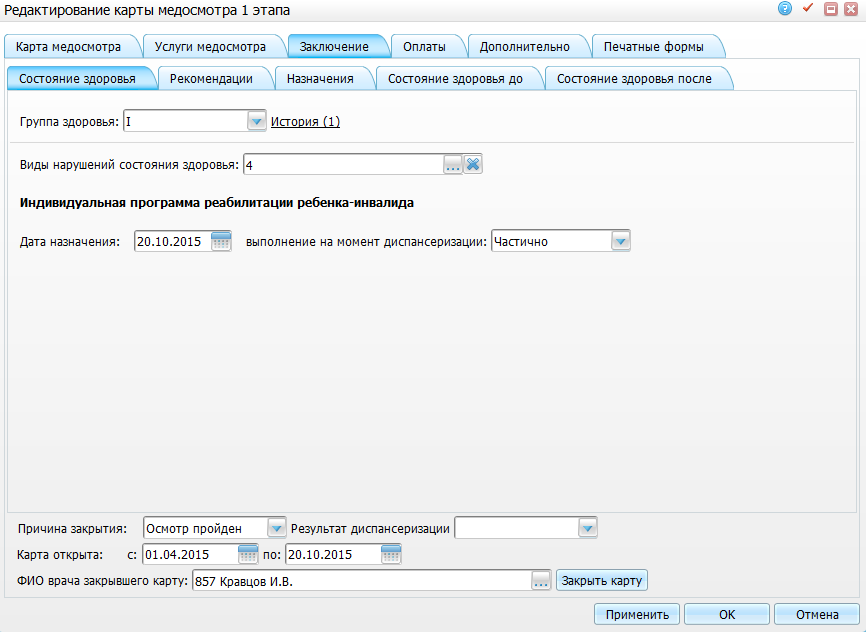 Редактирование карты медосмотра 1 этапа
Карта медосмотра Услуги медосмотра Заключение Оплаты Дополнительно Печатные формы
Состояние здоровья Рекомендации Назначения Состояние здоровья до Состояние здоровья после
Группа здоровья: I История (1)
Виды нарушений состояния здоровья: 4 ...
Индивидуальная программа реабилитации ребенка-инвалида
Дата назначения: 20.10.2015 выполнение на момент диспансеризации: Частично
Причина закрытия: Осмотр пройден Результат диспансеризации
Карта открыта: с: 01.04.2015 по: 20.10.2015
ФИО врача закрывшего карту: 857 Кравцов И.В. ... Закрыть карту
Применить ОК Отмена